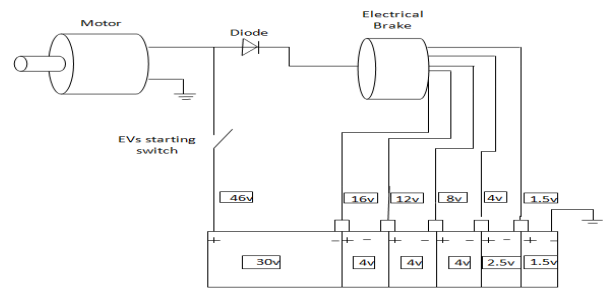 Motor
Diode
Electrical
Brake
EVs starting
switch
46v 16v 12v 8v 4v 1.5v
+ - + - + - + - + - + -
30v 4v 4v 4v 2.5v 1.5v